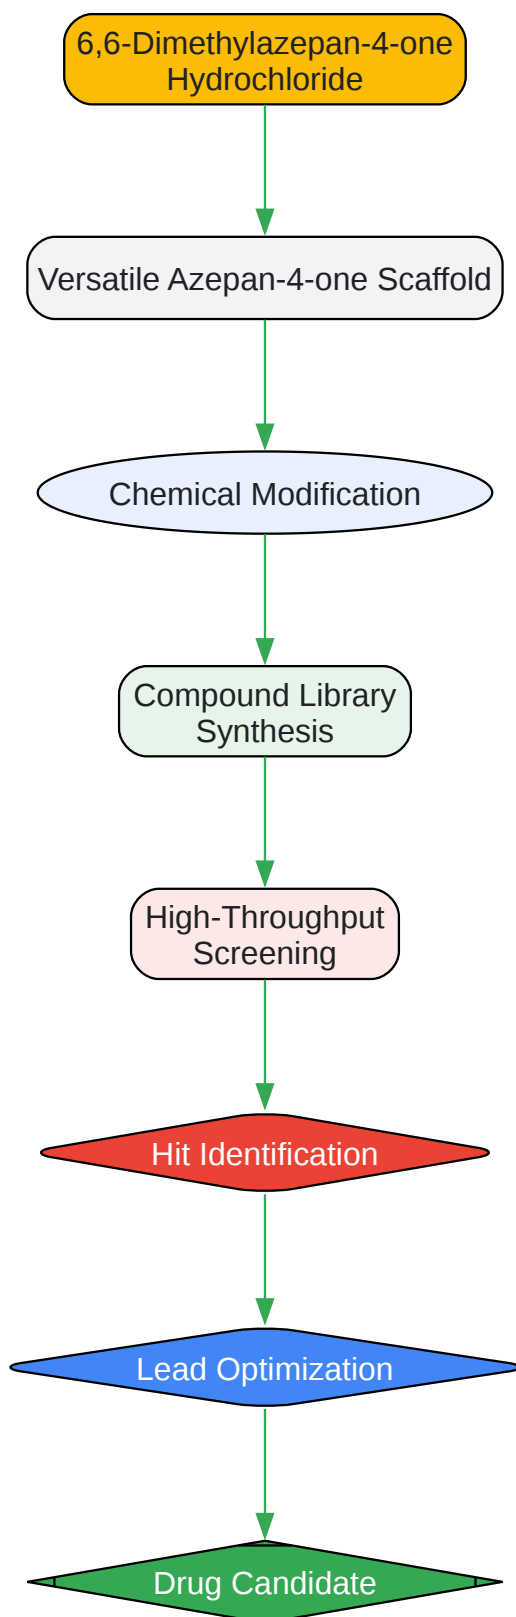 6,6-Dimethylazepan-4-one
Hydrochloride
Versatile Azepan-4-one Scaffold
Chemical Modification
Compound Library
Synthesis
High-Throughput
Screening
Hit Identification
Lead Optimization
Drug Candidate